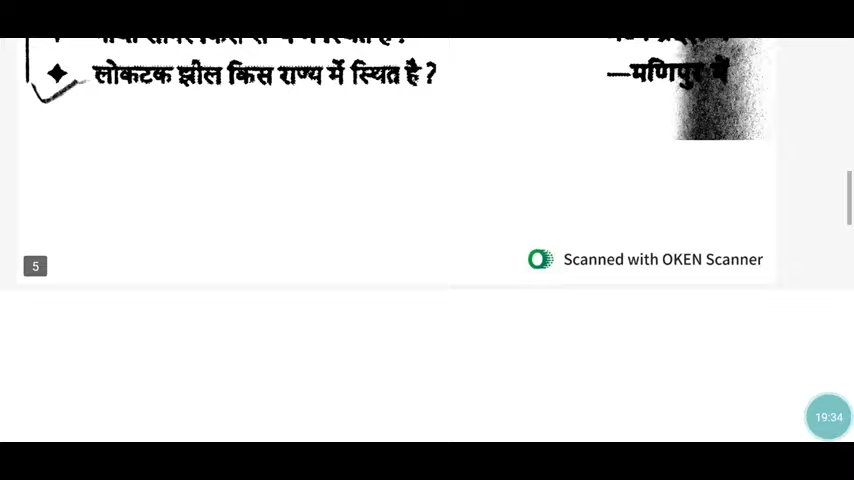 लोकटक झील किस राज्य में स्थित है ? —मणिपुर में
5
Scanned with OKEN Scanner
19:34